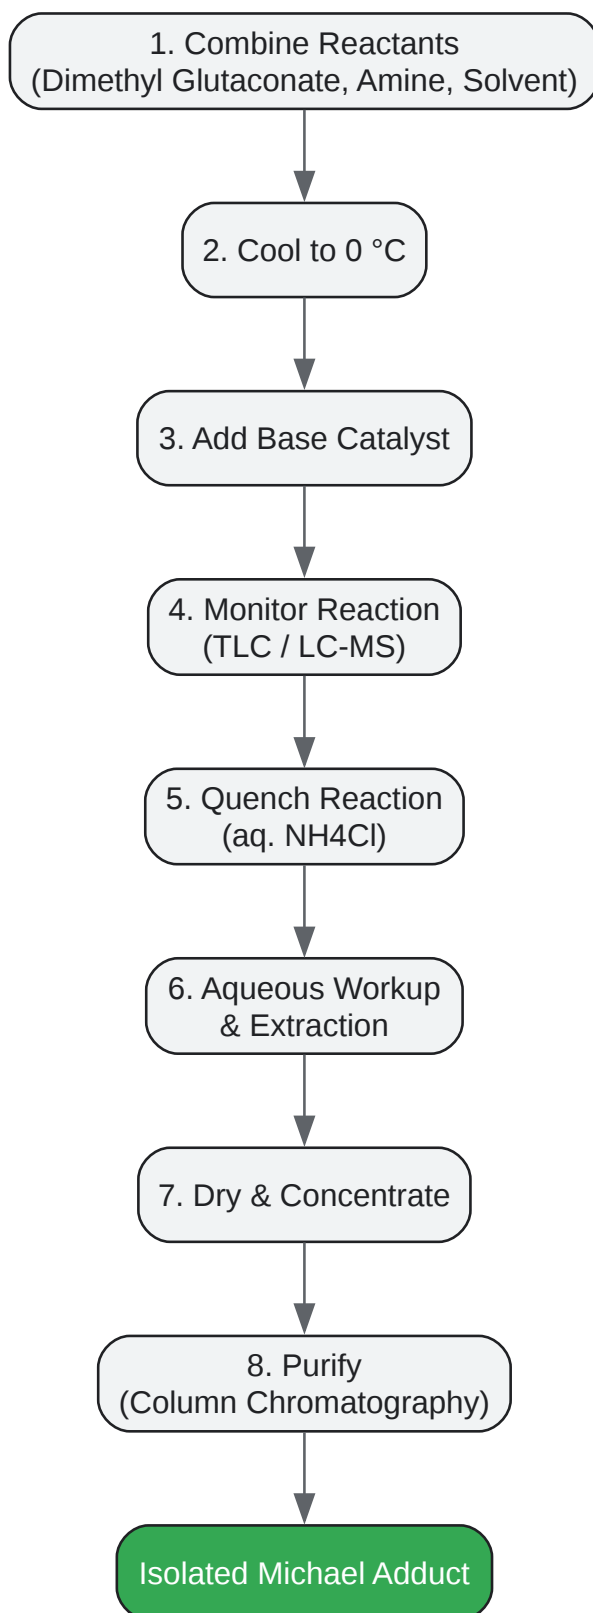 1. Combine Reactants
(Dimethyl Glutaconate, Amine, Solvent)
2. Cool to 0 °C
3. Add Base Catalyst
4. Monitor Reaction
(TLC / LC-MS)
5. Quench Reaction
(aq. NH4Cl)
6. Aqueous Workup
& Extraction
7. Dry & Concentrate
8. Purify
(Column Chromatography)
Isolated Michael Adduct